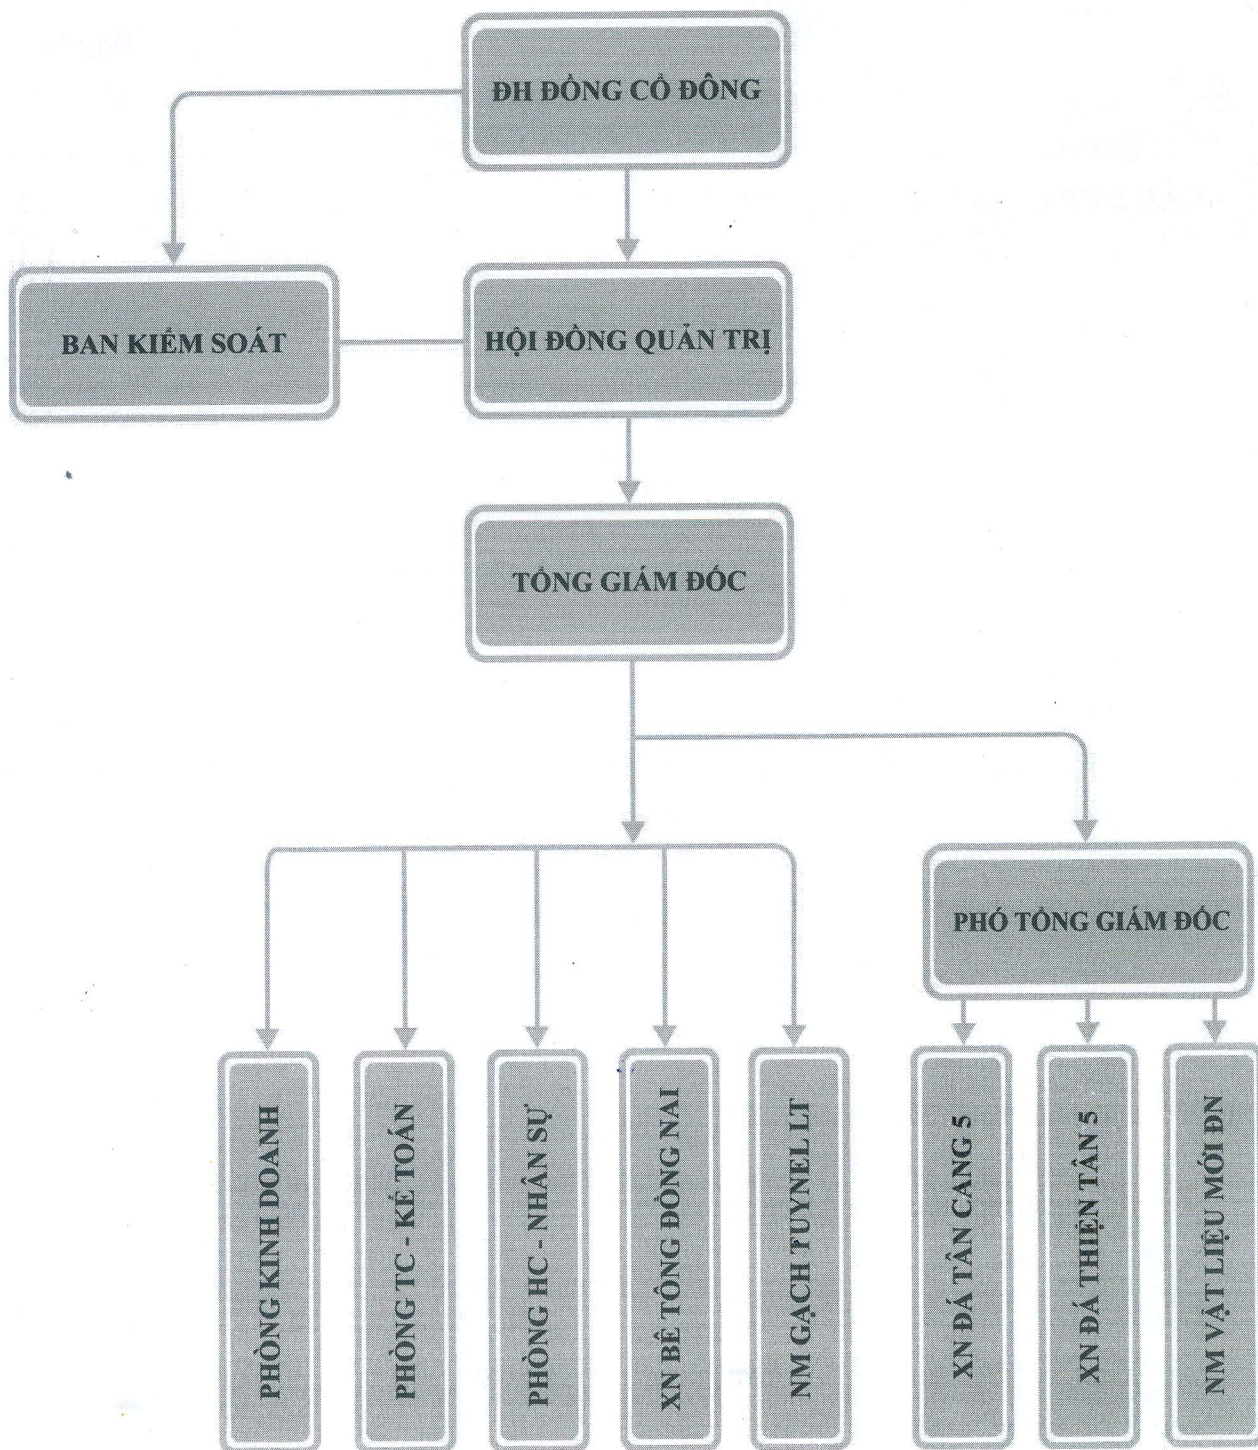 ĐH ĐỒNG CỔ ĐÔNG
BAN KIỂM SOÁT
HỘI ĐỒNG QUẢN TRỊ
TỔNG GIÁM ĐỐC
PHÓ TỔNG GIÁM ĐỐC
PHÒNG KINH DOANH
PHÒNG TC - KẾ TOÁN
PHÒNG HC - NHÂN SỰ
XN BÊ TÔNG ĐỒNG NAI
NM GẠCH TUYNEL LT
XN ĐÁ TÂN CANG 5
XN ĐÁ THIỆN TÂN 5
NM VẬT LIỆU MỚI ĐN